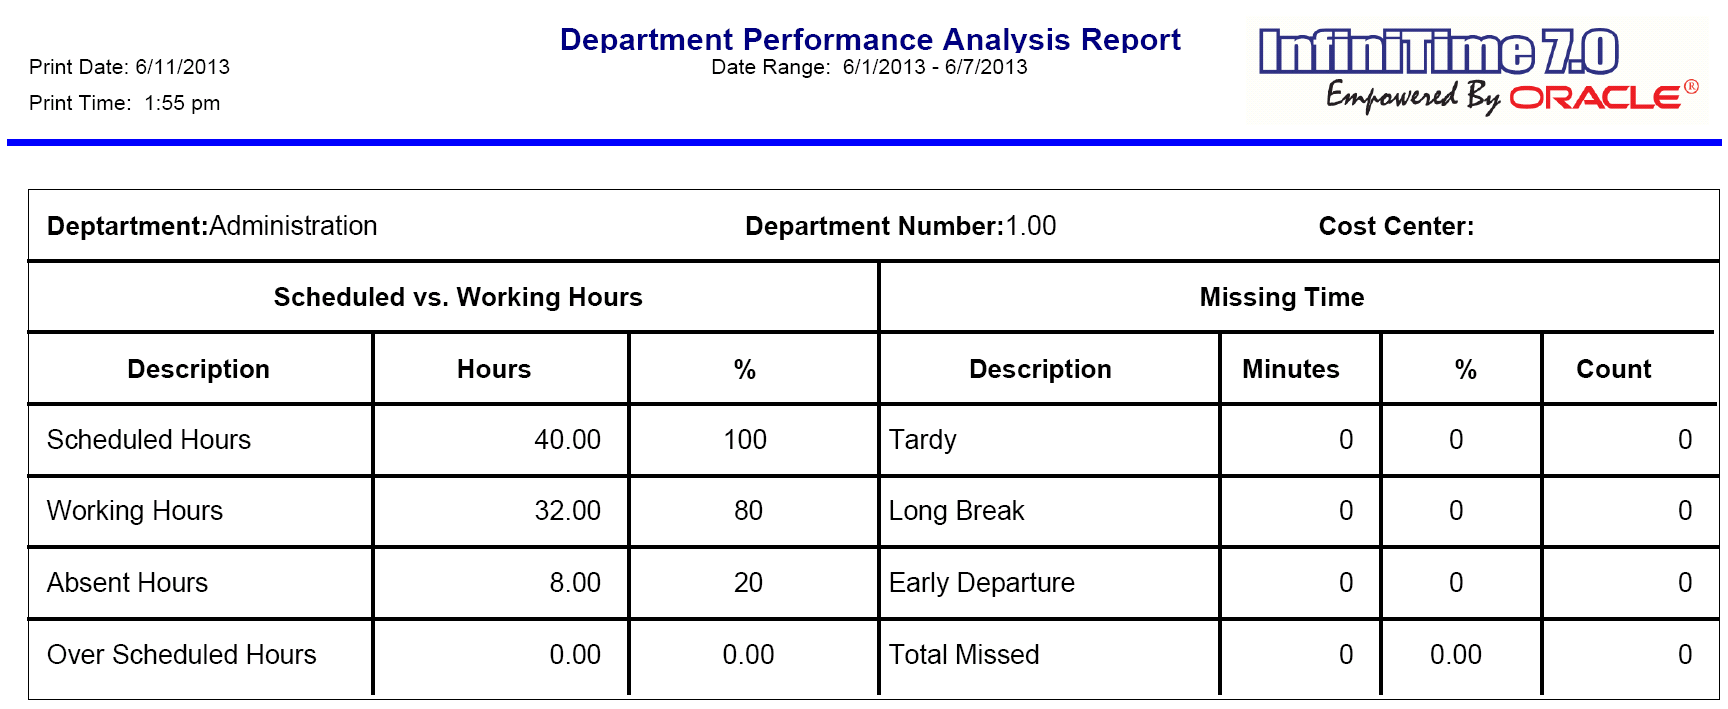 Department Performance Analysis Report
Print Date: 6/11/2013
Date Range: 6/1/2013 - 6/7/2013
Print Time: 1:55 pm
InfiniTime 7.0
Empowered By ORACLE®
Deptartment:Administration Department Number:1.00 Cost Center:
Scheduled vs. Working Hours Missing Time
Description Hours % Description Minutes % Count
Scheduled Hours 40.00 100 Tardy 0 0 0
Working Hours 32.00 80 Long Break 0 0 0
Absent Hours 8.00 20 Early Departure 0 0 0
Over Scheduled Hours 0.00 0.00 Total Missed 0 0.00 0